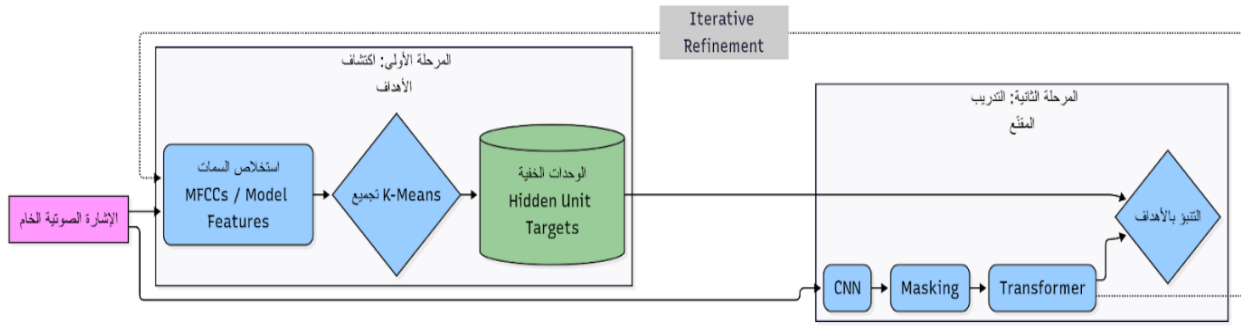 Iterative
Refinement
المرحلة الأولى: اكتشاف
الأهداف
استخلاص السمات
MFCCs / Model
Features
تجميع K-Means
الوحدات الخفية
Hidden Unit
Targets
الإشارة الصوتية الخام
المرحلة الثانية: التدريب
المقنّع
التنبؤ بالأهداف
CNN
Masking
Transformer